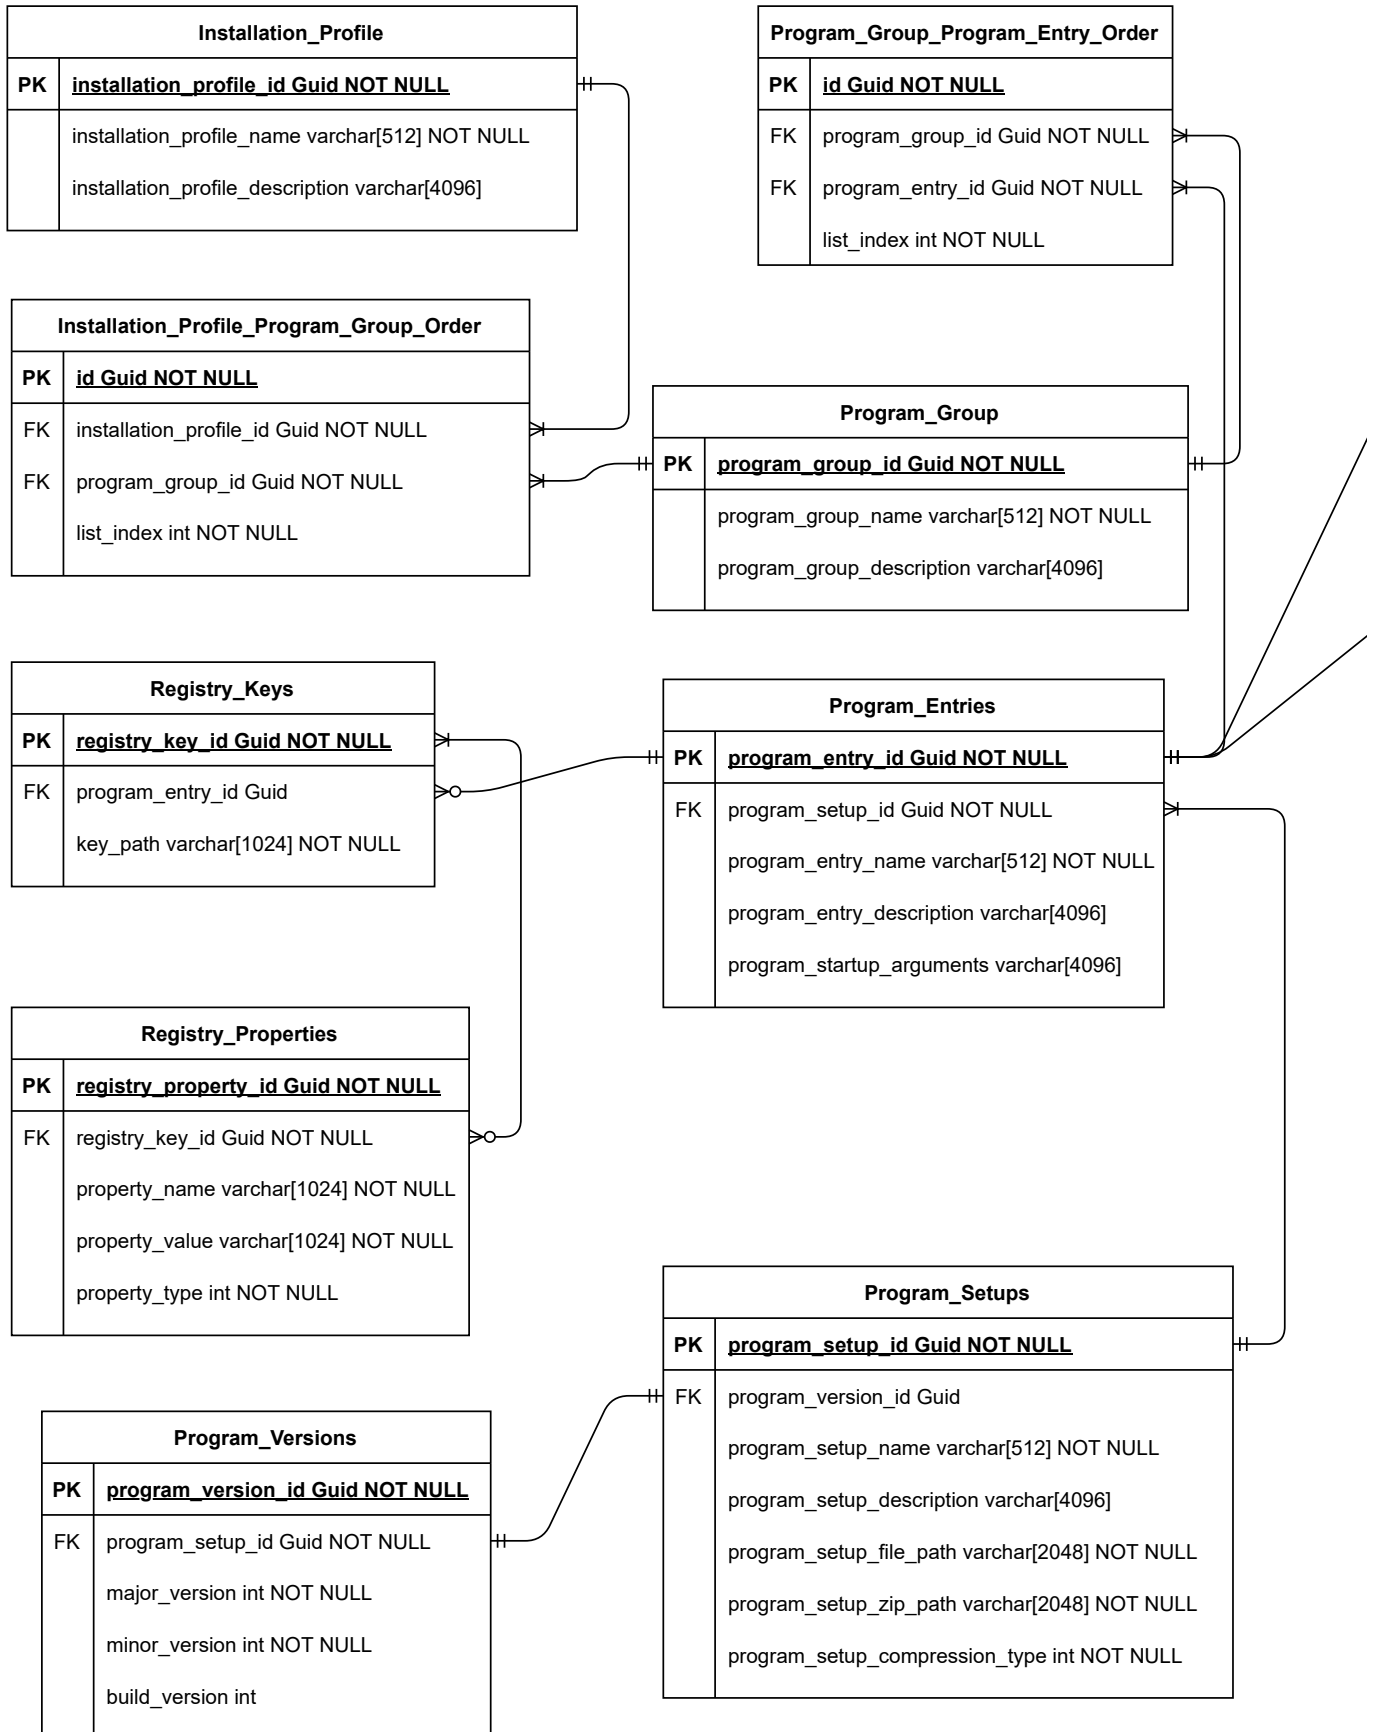 Installation_Profile
PK installation_profile_id Guid NOT NULL
installation_profile_name varchar[512] NOT NULL
installation_profile_description varchar[4096]
Program_Group_Program_Entry_Order
PK id Guid NOT NULL
FK program_group_id Guid NOT NULL
FK program_entry_id Guid NOT NULL
list_index int NOT NULL
Installation_Profile_Program_Group_Order
PK id Guid NOT NULL
FK installation_profile_id Guid NOT NULL
FK program_group_id Guid NOT NULL
list_index int NOT NULL
Program_Group
PK program_group_id Guid NOT NULL
program_group_name varchar[512] NOT NULL
program_group_description varchar[4096]
Registry_Keys
PK registry_key_id Guid NOT NULL
FK program_entry_id Guid
key_path varchar[1024] NOT NULL
Program_Entries
PK program_entry_id Guid NOT NULL
FK program_setup_id Guid NOT NULL
program_entry_name varchar[512] NOT NULL
program_entry_description varchar[4096]
program_startup_arguments varchar[4096]
Registry_Properties
PK registry_property_id Guid NOT NULL
FK registry_key_id Guid NOT NULL
property_name varchar[1024] NOT NULL
property_value varchar[1024] NOT NULL
property_type int NOT NULL
Program_Setups
PK program_setup_id Guid NOT NULL
FK program_version_id Guid
program_setup_name varchar[512] NOT NULL
program_setup_description varchar[4096]
program_setup_file_path varchar[2048] NOT NULL
program_setup_zip_path varchar[2048] NOT NULL
program_setup_compression_type int NOT NULL
Program_Versions
PK program_version_id Guid NOT NULL
FK program_setup_id Guid NOT NULL
major_version int NOT NULL
minor_version int NOT NULL
build_version int